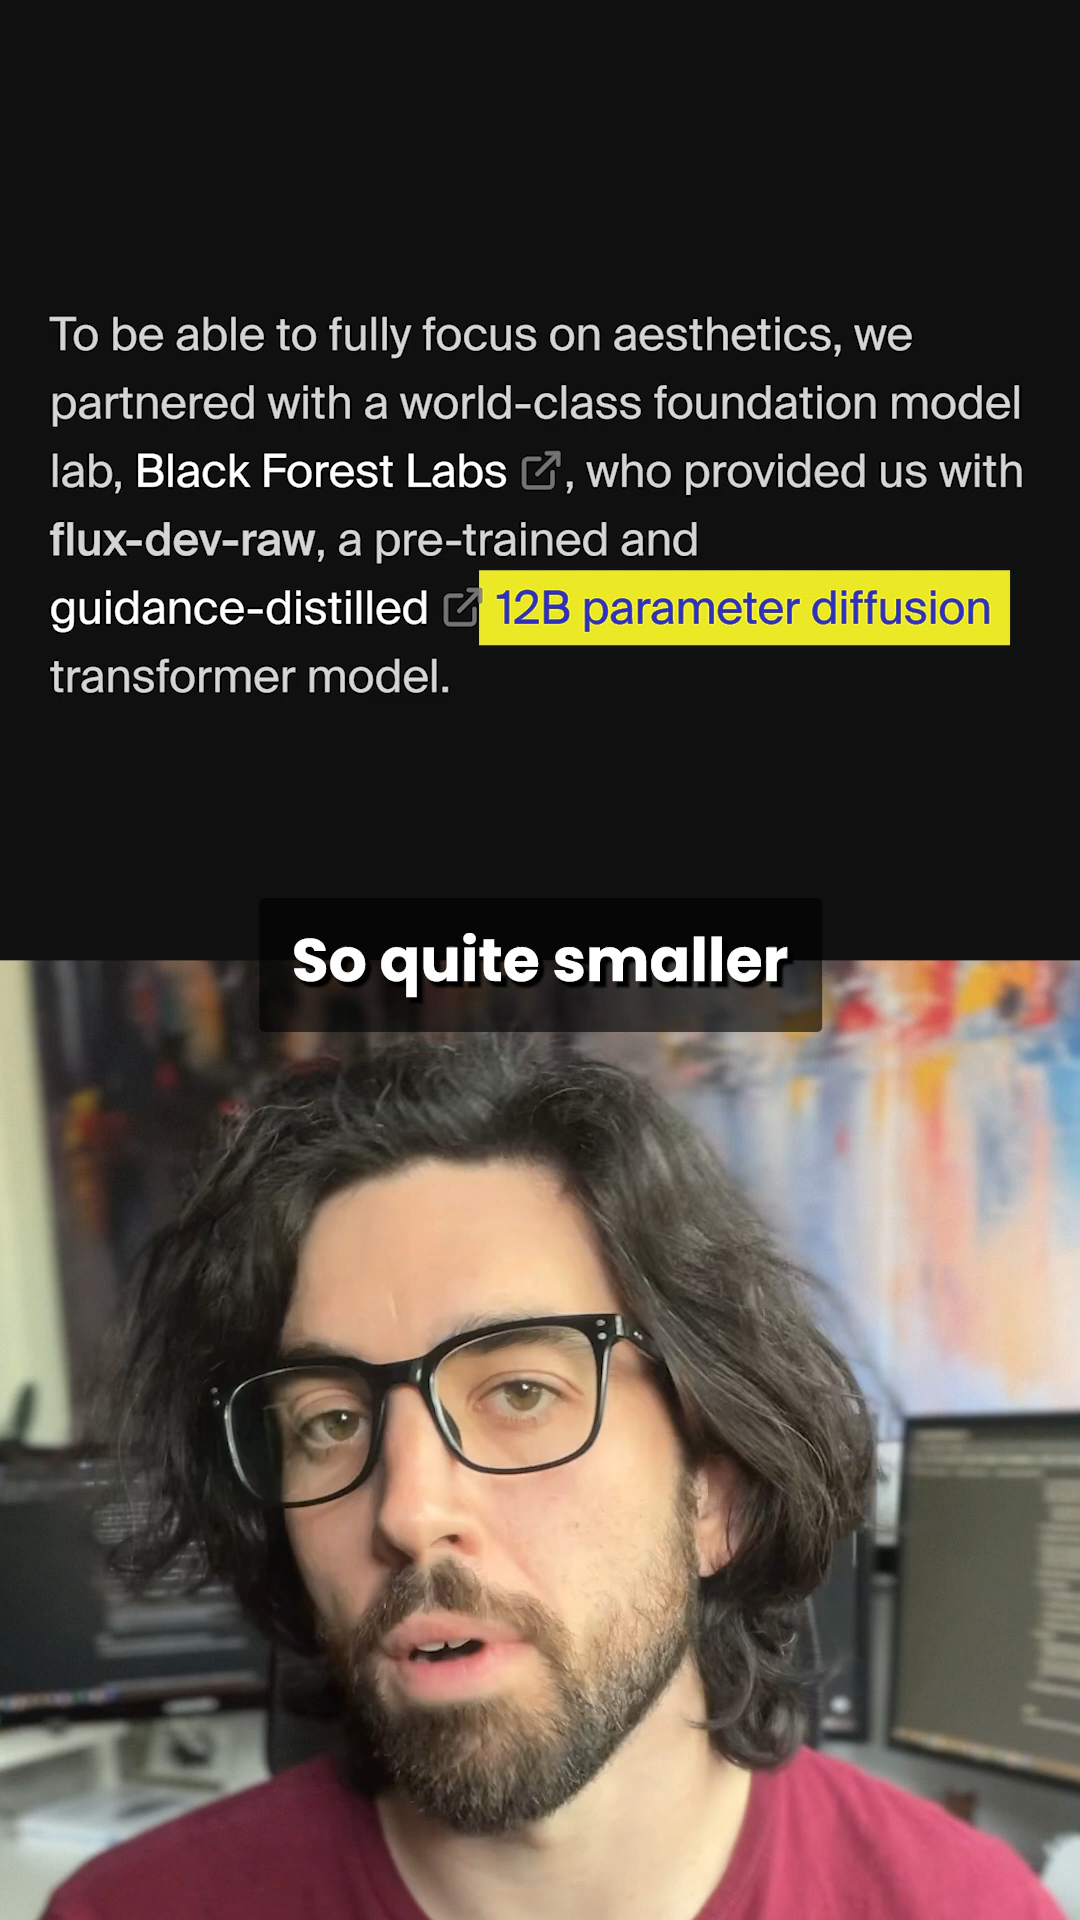 To be able to fully focus on aesthetics, we
partnered with a world-class foundation model
lab, Black Forest Labs, who provided us with
flux-dev-raw, a pre-trained and
guidance-distilled 12B parameter diffusion
transformer model.
So quite smaller